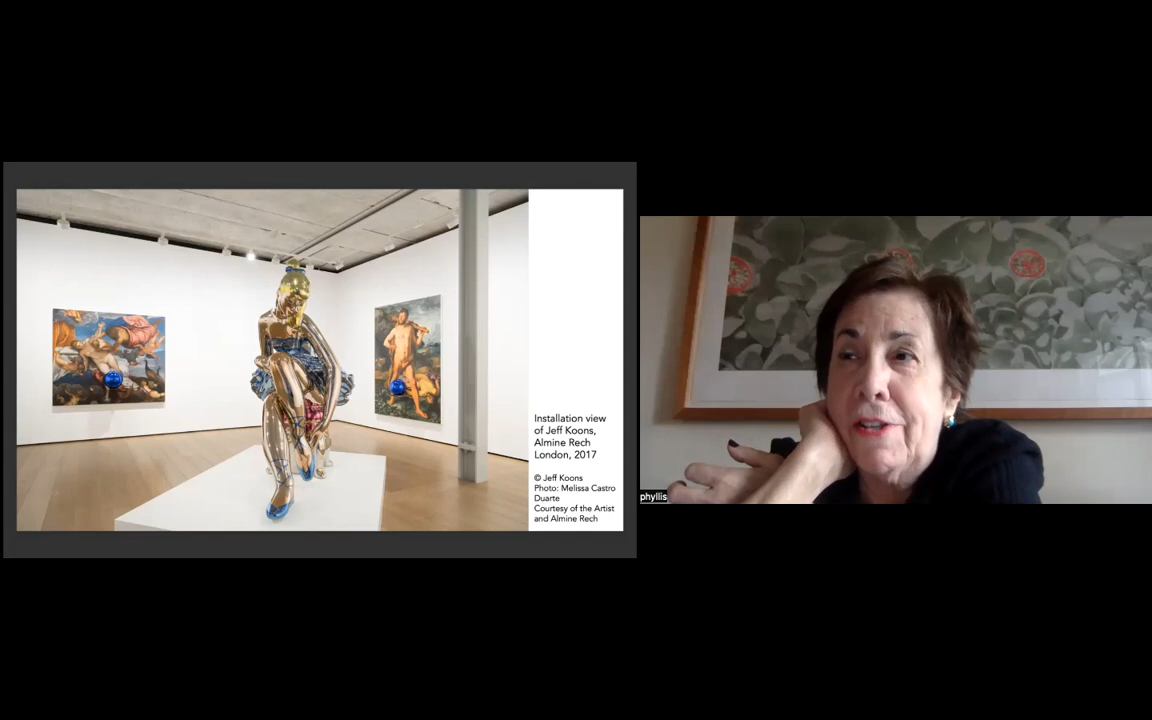 Installation view
of Jeff Koons,
Almine Rech
London, 2017
© Jeff Koons
Photo: Melissa Castro
Duarte
Courtesy of the Artist
and Almine Rech
phyllis